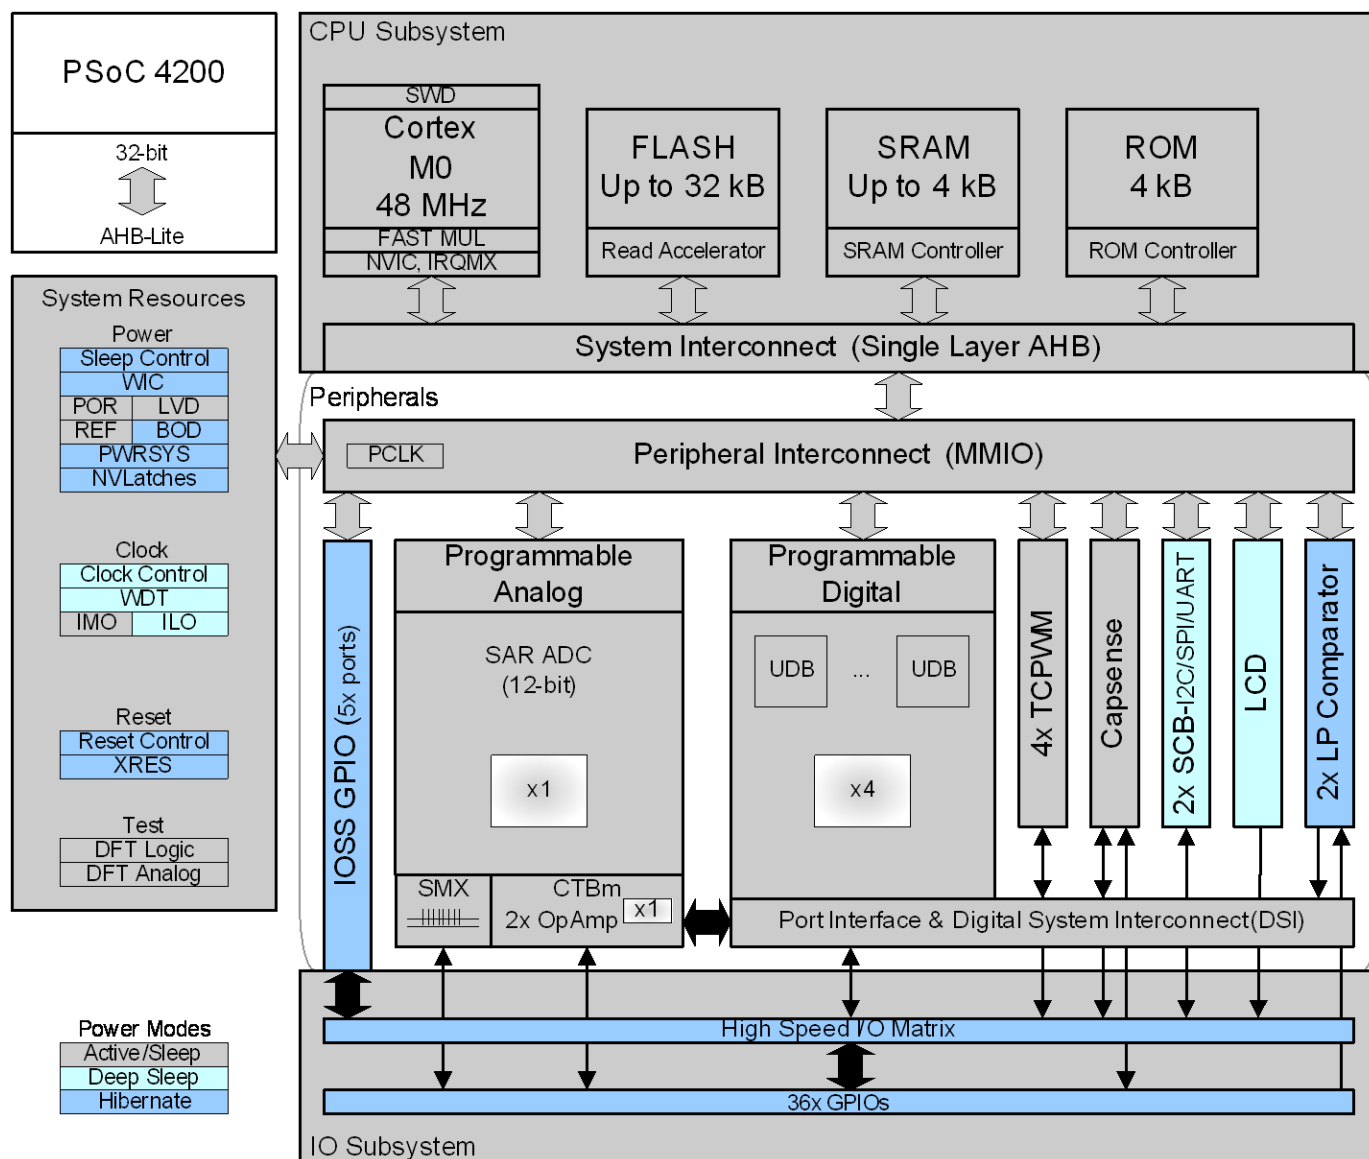 PSoC 4200
32-bit
AHB-Lite
CPU Subsystem
SWD
Cortex
M0
48 MHz
FAST MUL
NVIC, IRQMX
FLASH
Up to 32 kB
Read Accelerator
SRAM
Up to 4 kB
SRAM Controller
ROM
4 kB
ROM Controller
System Interconnect (Single Layer AHB)
System Resources
Power
Sleep Control
WIC
POR LVD
REF BOD
PWRSYS
NVLatches
Clock
Clock Control
WDT
IMO ILO
Reset
Reset Control
XRES
Test
DFT Logic
DFT Analog
Peripherals
PCLK
Peripheral Interconnect (MMIO)
IOSS GPIO (5x ports)
Programmable
Analog
SAR ADC
(12-bit)
x1
SMX
CTBm
2x OpAmp
x1
Programmable
Digital
UDB ... UDB
x4
4x TCPWM
Capsense
2x SCB-I2C/SPI/UART
LCD
2x LP Comparator
Port Interface & Digital System Interconnect(DSI)
High Speed I/O Matrix
36x GPIOs
IO Subsystem
Power Modes
Active/Sleep
Deep Sleep
Hibernate